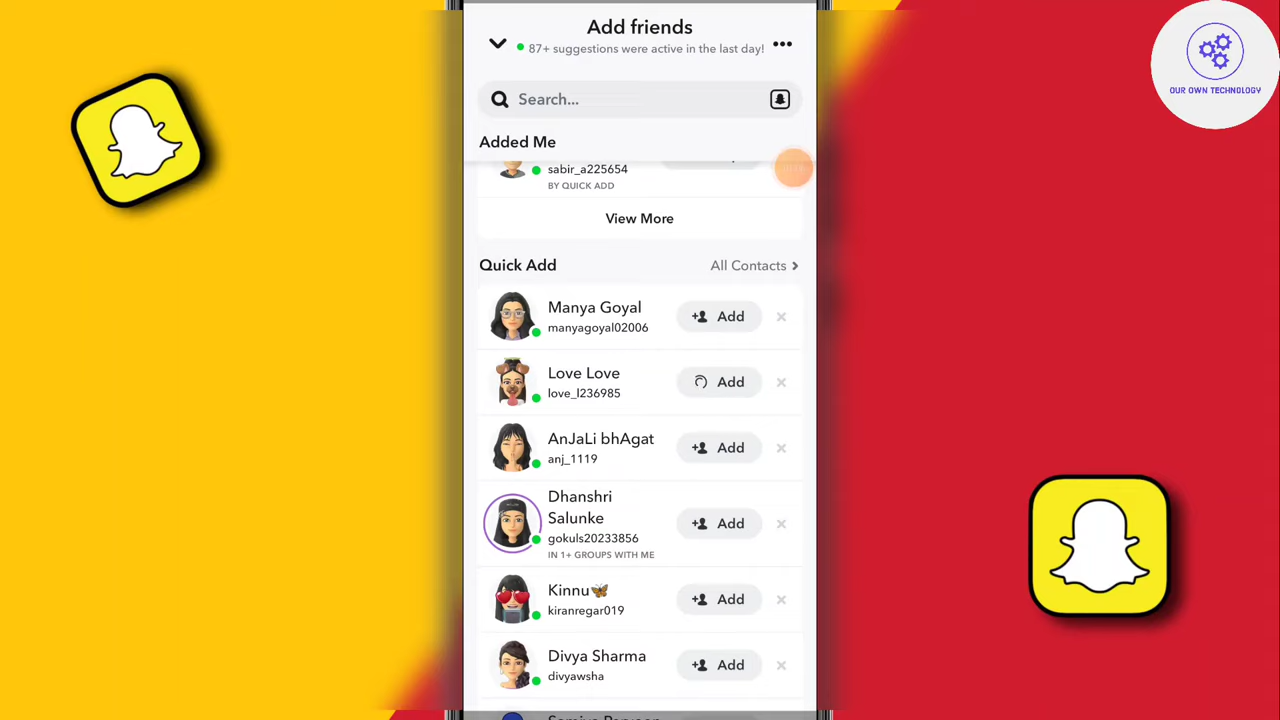 Add friends
87+ suggestions were active in the last day!
Search...
Added Me
sabir_a225654
BY QUICK ADD
View More
Quick Add
All Contacts
Manya Goyal
manyagoyal02006
Add
Love Love
love_l236985
Add
AnJaLi bhAgat
anj_1119
Add
Dhanshri
Salunke
gokuls20233856
IN 1+ GROUPS WITH ME
Add
Kinnu🦋
kiranregar019
Add
Divya Sharma
divyawsha
Add
OUR OWN TECHNOLOGY